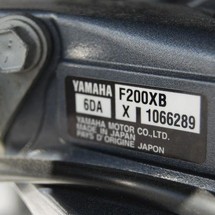 YAMAHA F200XB
6DA X 1066289
YAMAHA MOTOR CO.,LTD.
MADE IN JAPAN
PAYS D'ORIGINE JAPON